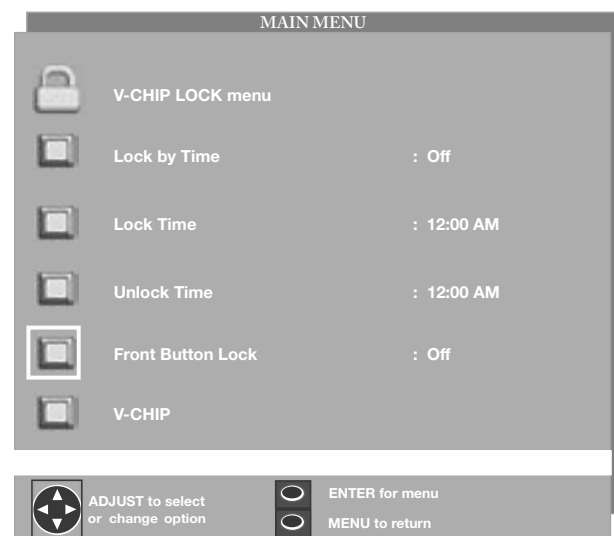 MAIN MENU
V-CHIP LOCK menu
Lock by Time : Off
Lock Time : 12:00 AM
Unlock Time : 12:00 AM
Front Button Lock : Off
V-CHIP
ADJUST to select
or change option
ENTER for menu
MENU to return